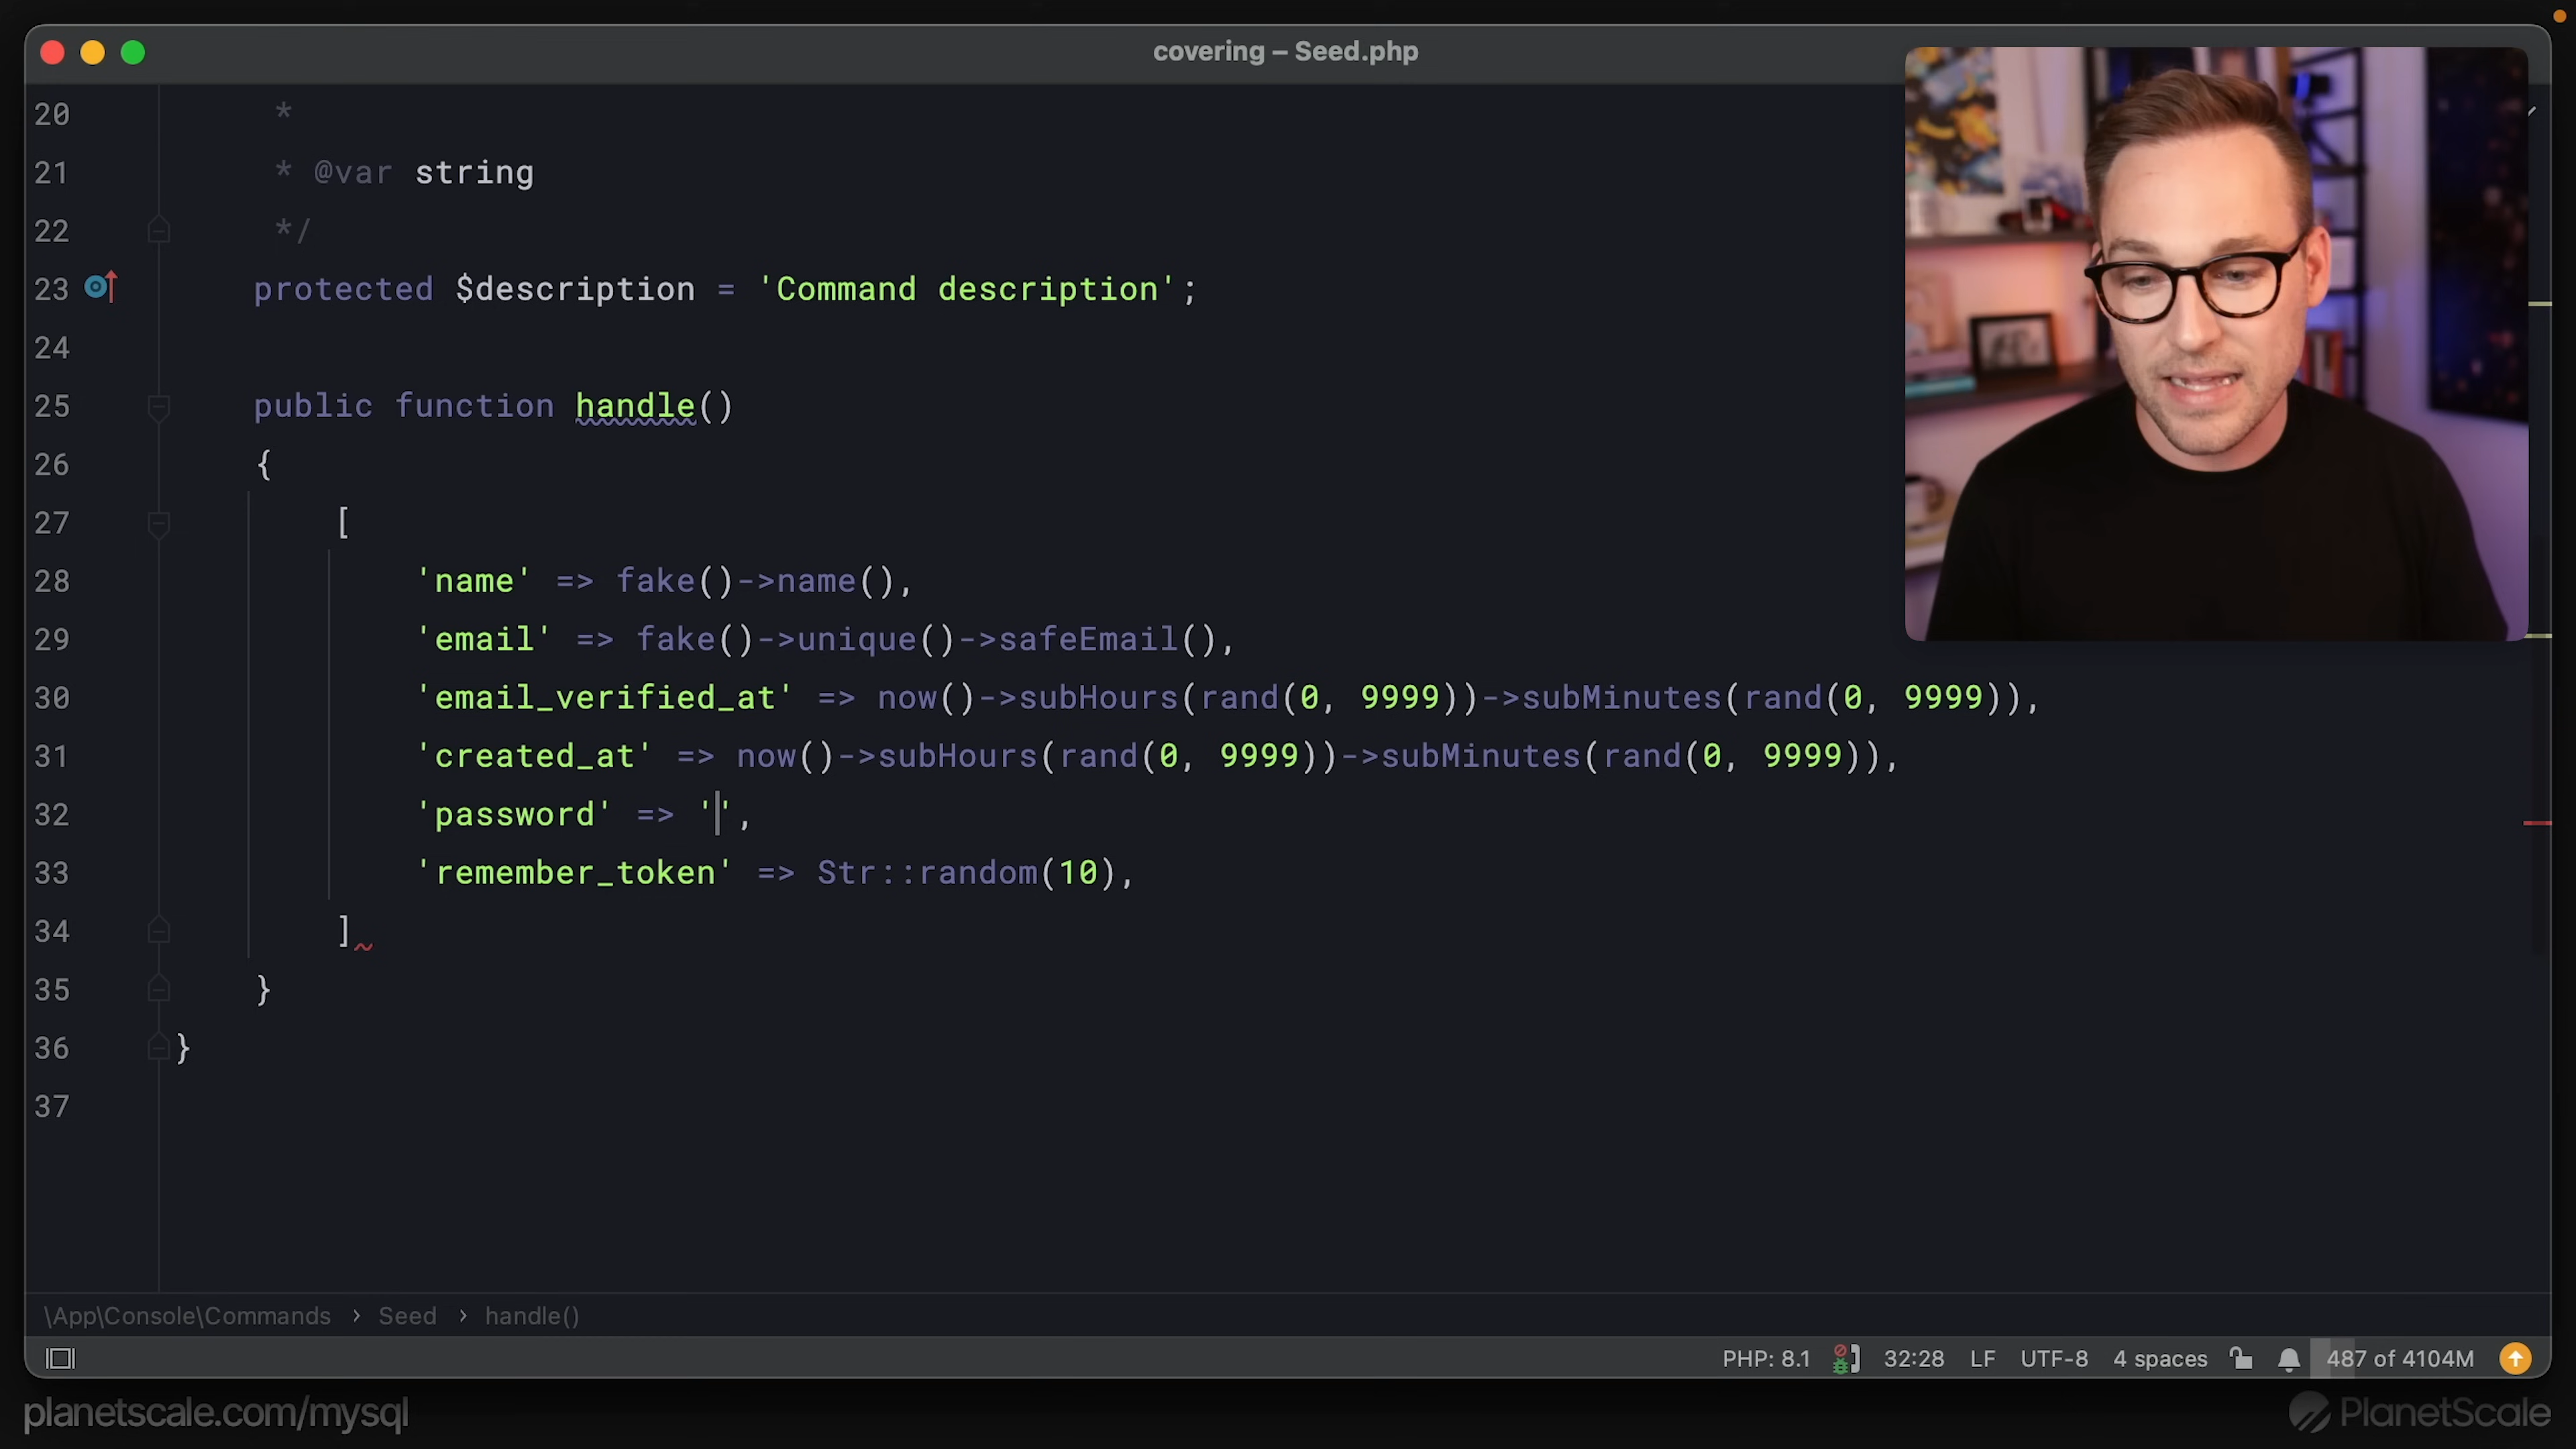 covering – Seed.php
20 *
21 * @var string
22 */
23 protected $description = 'Command description';
24
25 public function handle()
26 {
27 [
28 'name' => fake()->name(),
29 'email' => fake()->unique()->safeEmail(),
30 'email_verified_at' => now()->subHours(rand(0, 9999))->subMinutes(rand(0, 9999)),
31 'created_at' => now()->subHours(rand(0, 9999))->subMinutes(rand(0, 9999)),
32 'password' => '',
33 'remember_token' => Str::random(10),
34 ]
35 }
36 }
37
\App\Console\Commands › Seed › handle()
PHP: 8.1 32:28 LF UTF-8 4 spaces 487 of 4104M
planetscale.com/mysql PlanetScale